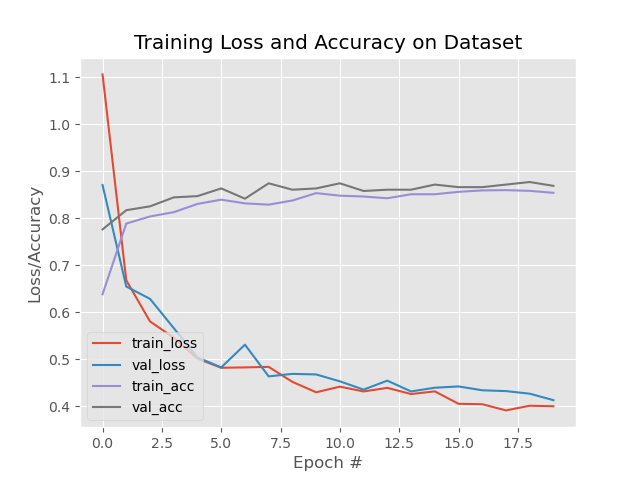 Training Loss and Accuracy on Dataset
1.1
1.0
0.9
0.8
0.7
0.6
0.5
0.4
Loss/Accuracy
train_loss
val_loss
train_acc
val_acc
0.0 2.5 5.0 7.5 10.0 12.5 15.0 17.5
Epoch #